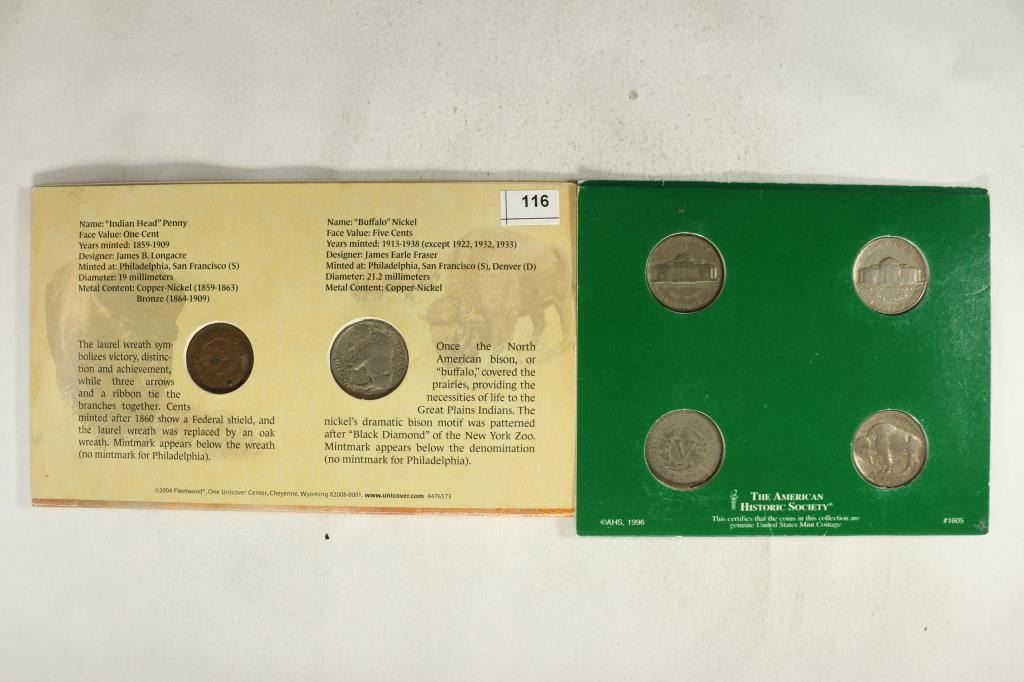 116
Name: "Indian Head" Penny
Face Value: One Cent
Years minted: 1859-1909
Designer: James B. Longacre
Minted at: Philadelphia, San Francisco (S)
Diameter: 19 millimeters
Metal Content: Copper-Nickel (1859-1863)
Bronze (1864-1909)
The laurel wreath sym-
bolizes victory, distinc-
tion and achievement,
while three arrows
and a ribbon tie the
branches together. Cents
minted after 1860 show a Federal shield, and
the laurel wreath was replaced by an oak
wreath. Mintmark appears below the wreath
(no mintmark for Philadelphia).
Name: "Buffalo" Nickel
Face Value: Five Cents
Years minted: 1913-1938 (except 1922, 1932, 1933)
Designer: James Earle Fraser
Minted at: Philadelphia, San Francisco (S), Denver (D)
Diameter: 21.2 millimeters
Metal Content: Copper-Nickel
Once the North
American bison, or
"buffalo," covered the
prairies, providing the
necessities of life to the
Great Plains Indians. The
nickel's dramatic bison motif was patterned
after "Black Diamond" of the New York Zoo.
Mintmark appears below the denomination
(no mintmark for Philadelphia).
©2004 Fleetwood®, One Unicover Center, Cheyenne, Wyoming 82008-0001. www.unicover.com 4476573
V
THE AMERICAN
HISTORIC SOCIETY®
©AHS, 1996
This certifies that the coins in this collection are
genuine United States Mint Coinage
#1605